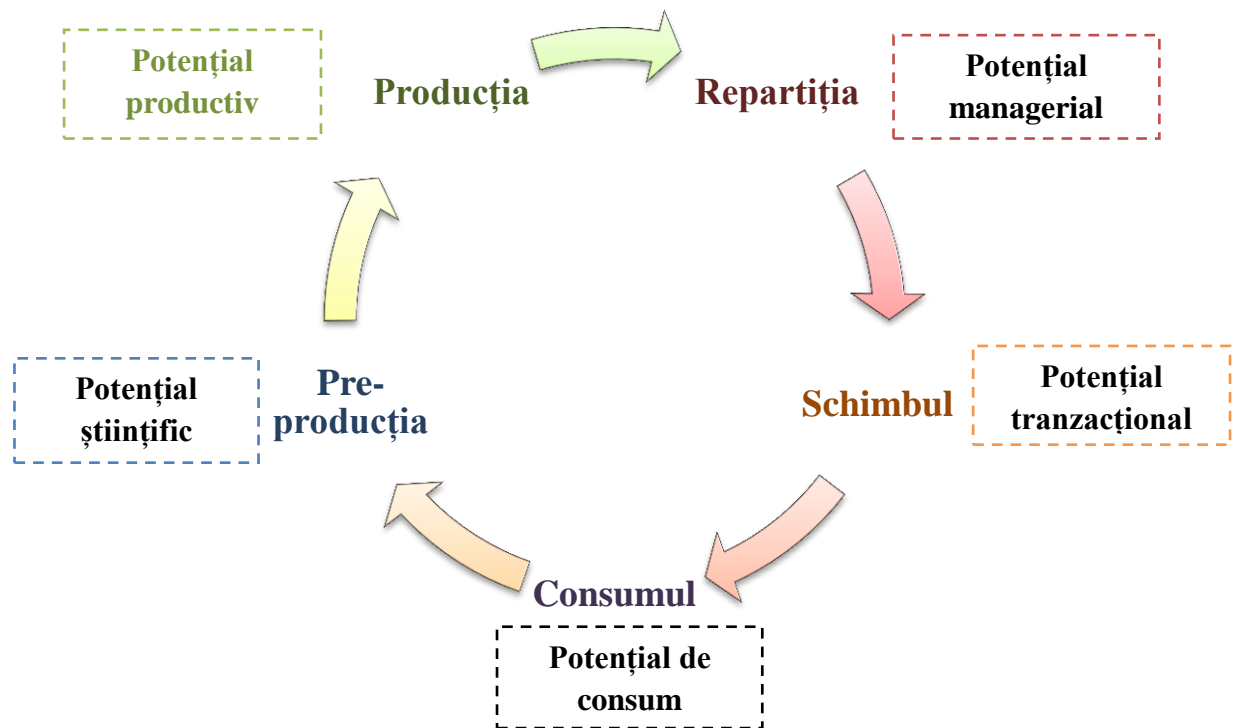 Potențial
productiv
Producția
Repartiția
Potențial
managerial
Potențial
științific
Pre-
producția
Schimbul
Potențial
tranzacțional
Consumul
Potențial de
consum